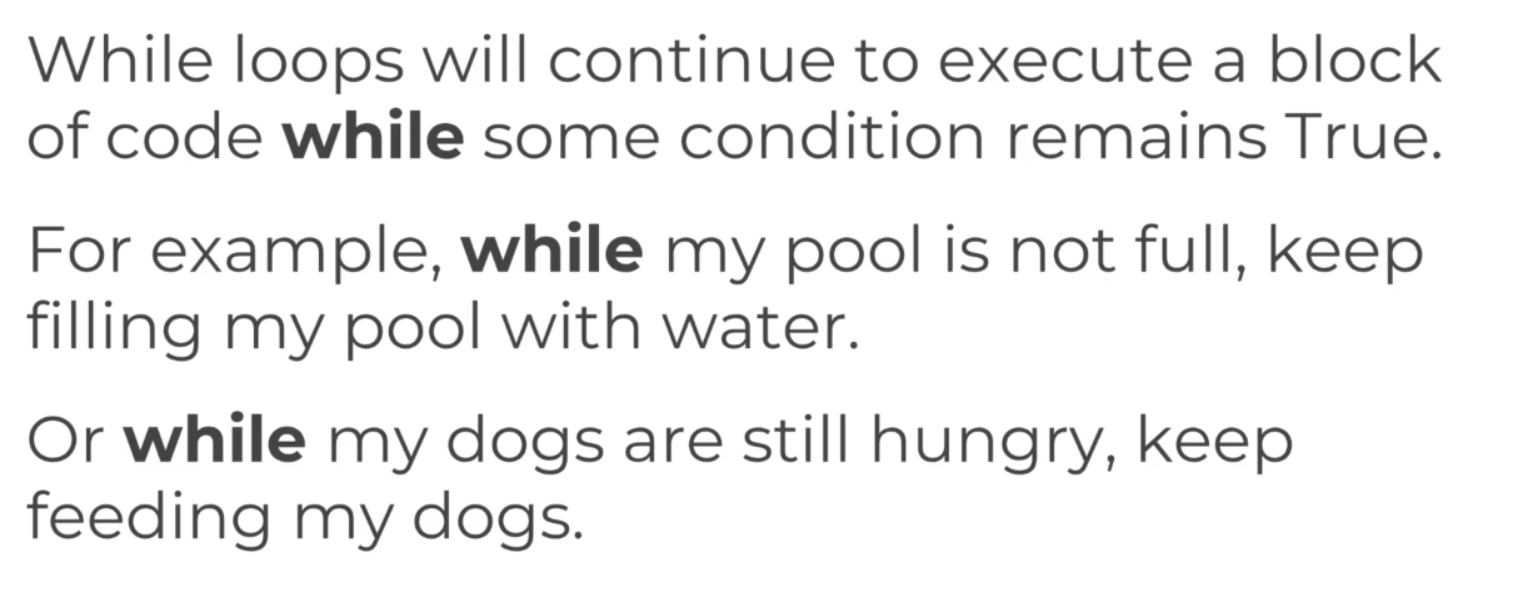 While loops will continue to execute a block
of code while some condition remains True.
For example, while my pool is not full, keep
filling my pool with water.
Or while my dogs are still hungry, keep
feeding my dogs.